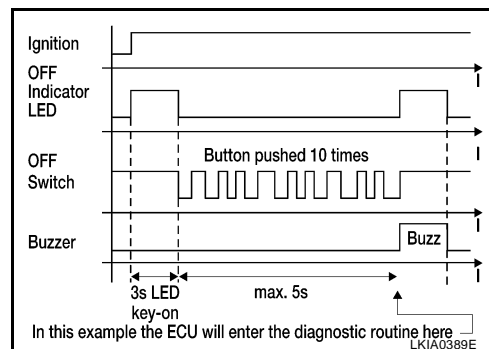 Ignition
OFF
Indicator
LED
OFF
Switch
Button pushed 10 times
Buzzer
Buzz
3s LED
key-on
max. 5s
In this example the ECU will enter the diagnostic routine here
LKIA0389E